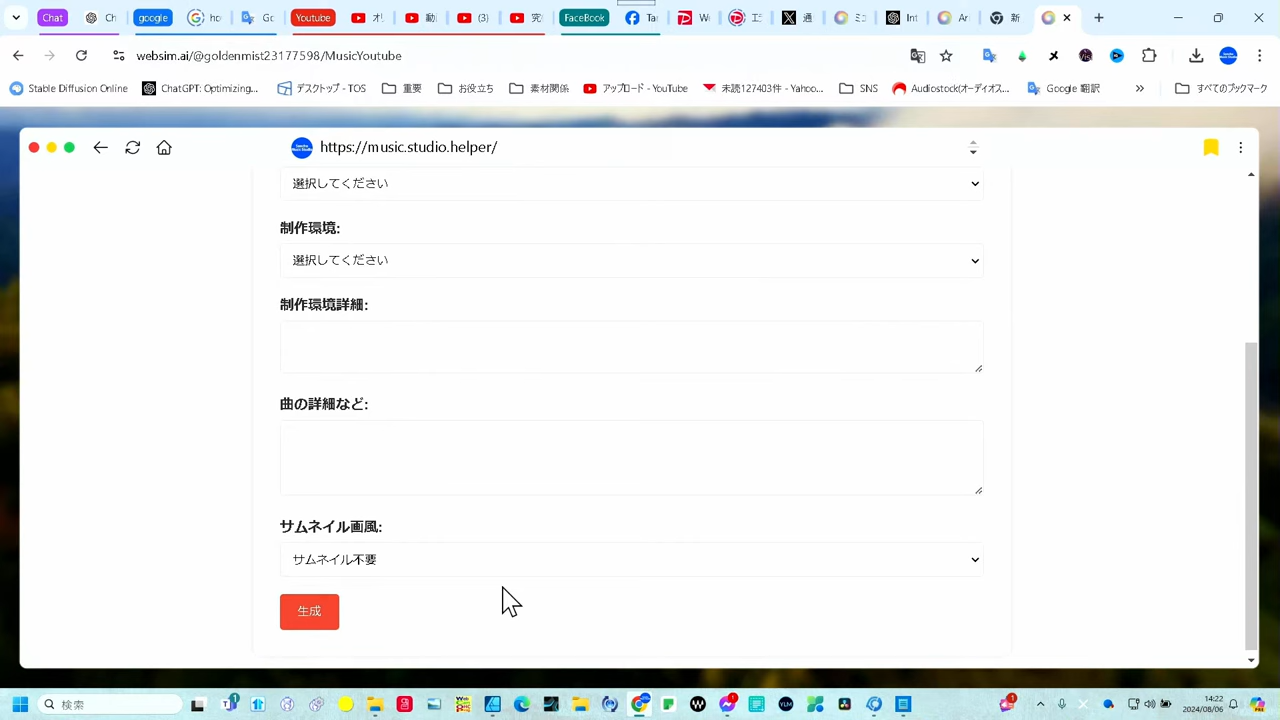 Chat
google
Youtube
FaceBook
websim.ai/@goldenmist23177598/MusicYoutube
Stable Diffusion Online
ChatGPT: Optimizing...
デスクトップ - TOS
重要
お役立ち
素材関係
アップロード - YouTube
未読127403件 - Yahoo...
SNS
Audiostock(オーディオス...
Google 翻訳
»
すべてのブックマーク
https://music.studio.helper/
選択してください
制作環境:
選択してください
制作環境詳細:
曲の詳細など:
サムネイル画風:
サムネイル不要
生成
検索
14:22
2024/08/06